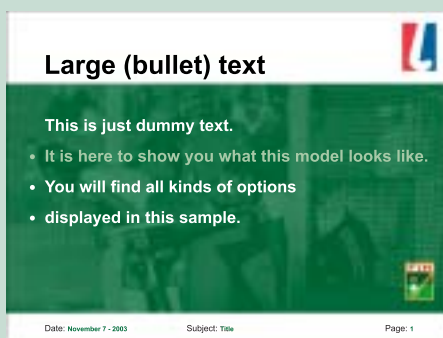 Large (bullet) text
This is just dummy text.
• It is here to show you what this model looks like.
• You will find all kinds of options
• displayed in this sample.
Date: November 7 - 2003 Subject: Title Page: 1